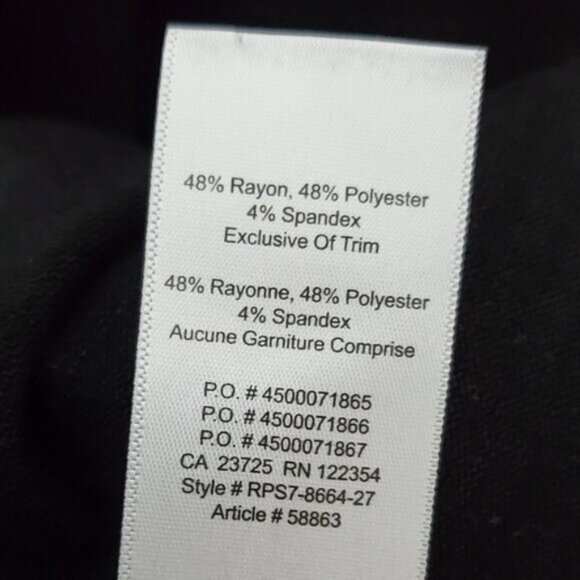 48% Rayon, 48% Polyester
4% Spandex
Exclusive Of Trim
48% Rayonne, 48% Polyester
4% Spandex
Aucune Garniture Comprise
P.O. # 4500071865
P.O. # 4500071866
P.O. # 4500071867
CA 23725 RN 122354
Style # RPS7-8664-27
Article # 58863